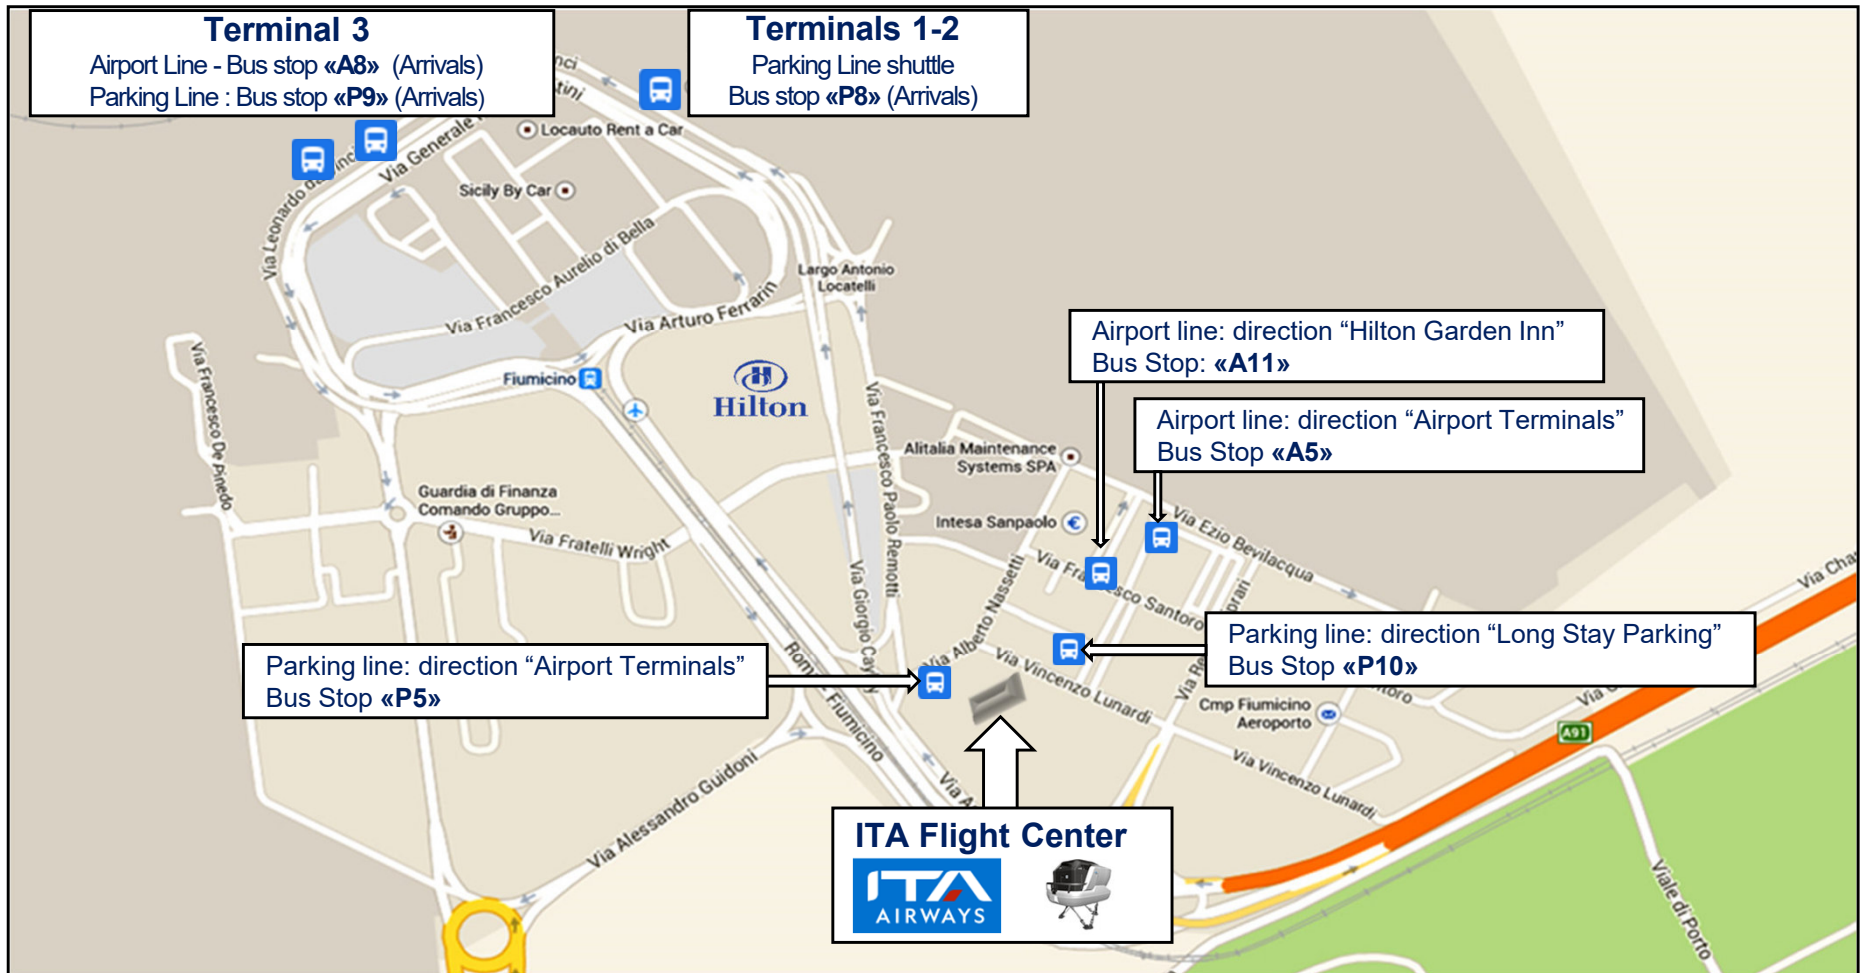 Terminal 3
Airport Line - Bus stop «A8» (Arrivals)
Parking Line : Bus stop «P9» (Arrivals)
Terminals 1-2
Parking Line shuttle
Bus stop «P8» (Arrivals)
Locauto Rent a Car
Via Generale
Via Leonardo da Vinci
Sicily By Car
Via Francesco Aurelio di Bella
Largo Antonio
Locatelli
Via Arturo Ferrarin
Fiumicino
Hilton
Via Francesco De Pinedo
Via Francesco Paolo Remotti
Airport line: direction “Hilton Garden Inn”
Bus Stop: «A11»
Airport line: direction “Airport Terminals”
Bus Stop «A5»
Alitalia Maintenance
Systems SPA
Guardia di Finanza
Comando Gruppo...
Intesa Sanpaolo
Via Fratelli Wright
Via Ezio Bevilacqua
Via Francesco Santoro
Via Alberto Nassetti
Via Giorgio
Via Cha
Parking line: direction “Airport Terminals”
Bus Stop «P5»
Parking line: direction “Long Stay Parking”
Bus Stop «P10»
Via Vincenzo Lunardi
Roma - Fiumicino
Cmp Fiumicino
Aeroporto
A91
Via Vincenzo Lunardi
Via Alessandro Guidoni
Viale di Porto
ITA Flight Center
ITA
AIRWAYS